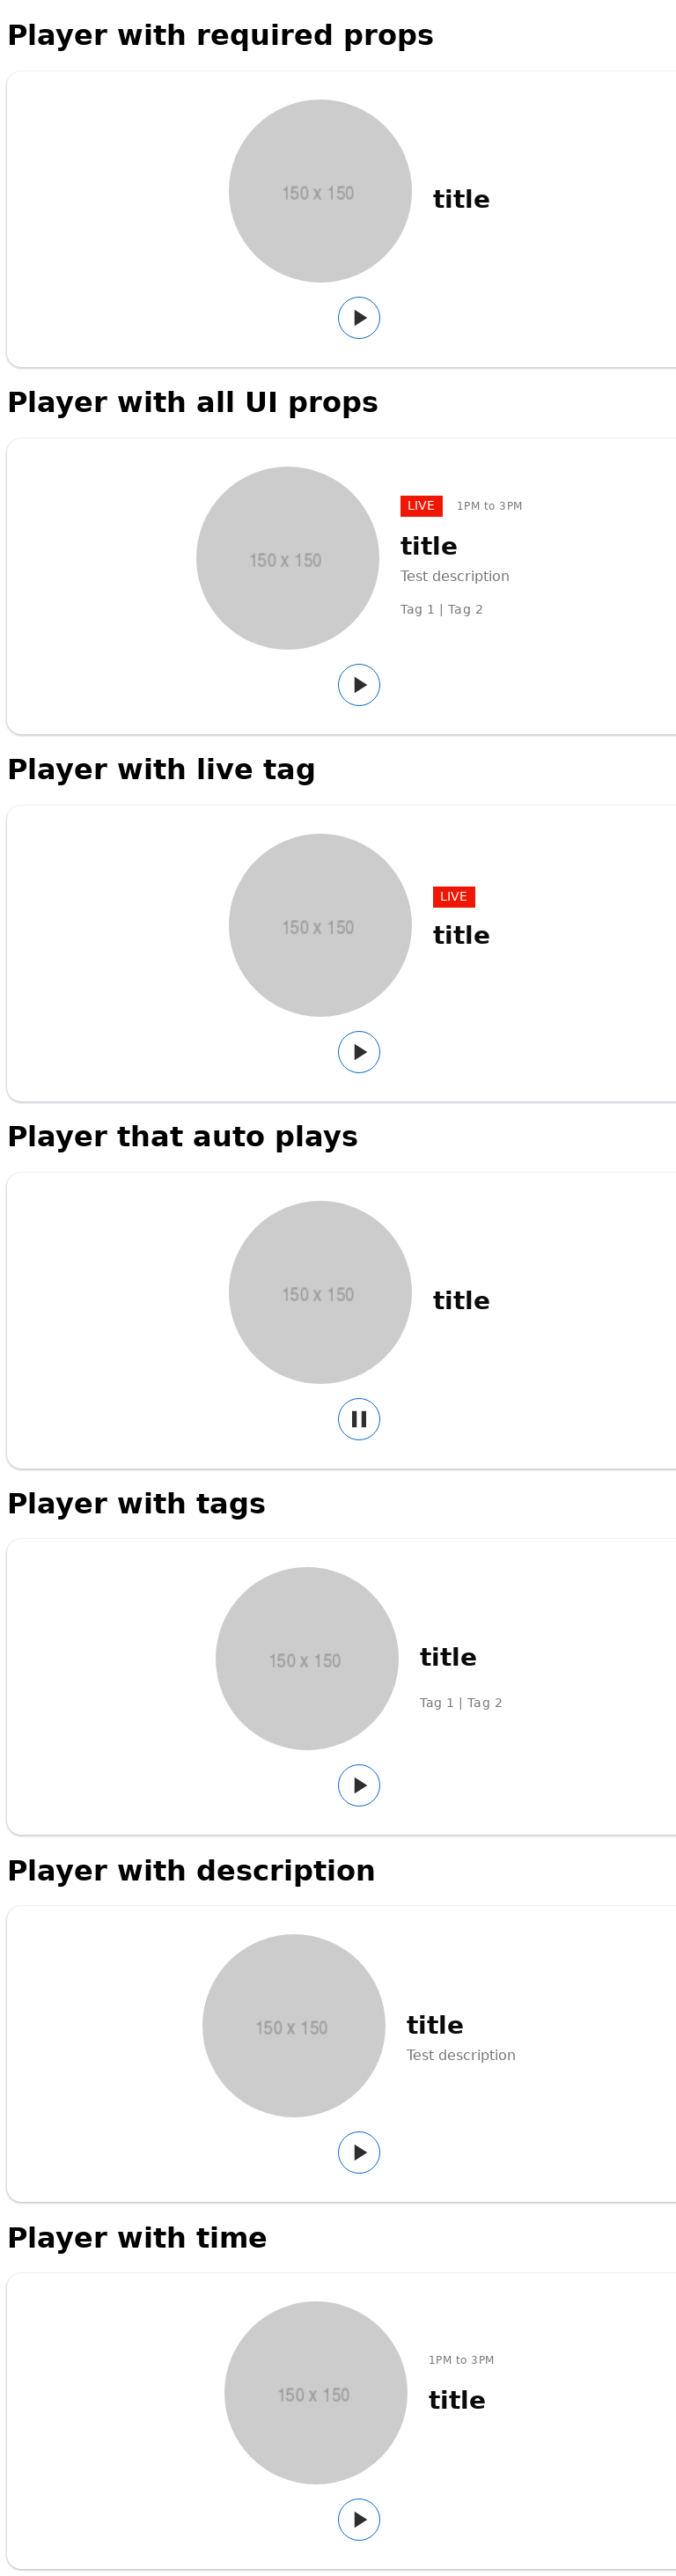 Player with required props
150 x 150
title
Player with all UI props
150 x 150
LIVE 1PM to 3PM
title
Test description
Tag 1 | Tag 2
Player with live tag
150 x 150
LIVE
title
Player that auto plays
150 x 150
title
Player with tags
150 x 150
title
Tag 1 | Tag 2
Player with description
150 x 150
title
Test description
Player with time
150 x 150
1PM to 3PM
title